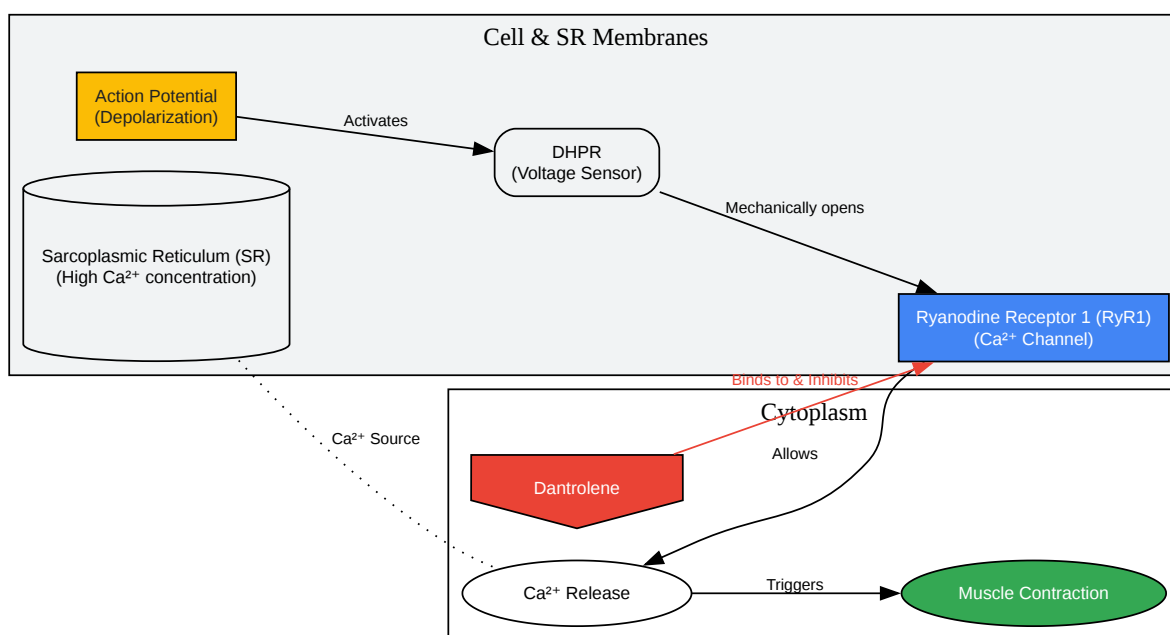 Cell & SR Membranes
Action Potential
(Depolarization)
Activates
DHPR
(Voltage Sensor)
Mechanically opens
Sarcoplasmic Reticulum (SR)
(High Ca²⁺ concentration)
Ryanodine Receptor 1 (RyR1)
(Ca²⁺ Channel)
Binds to & Inhibits
Cytoplasm
Ca²⁺ Source
Allows
Dantrolene
Ca²⁺ Release
Triggers
Muscle Contraction